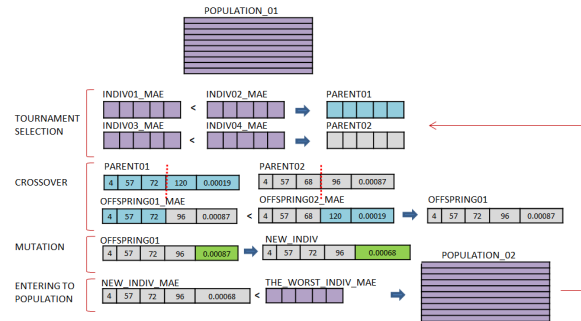 POPULATION_01
INDIV01_MAE < INDIV02_MAE PARENT01
TOURNAMENT SELECTION
INDIV03_MAE < INDIV04_MAE PARENT02
PARENT01 PARENT02
CROSSOVER
4 57 72 120 0.00019 4 57 68 96 0.00087
OFFSPRING01_MAE < OFFSPRING02_MAE OFFSPRING01
4 57 72 96 0.00087 4 57 68 120 0.00019 4 57 72 96 0.00087
MUTATION
OFFSPRING01 NEW_INDIV
4 57 72 96 0.00087 4 57 72 96 0.00068
POPULATION_02
ENTERING TO POPULATION
NEW_INDIV_MAE < THE_WORST_INDIV_MAE
4 57 72 96 0.00068